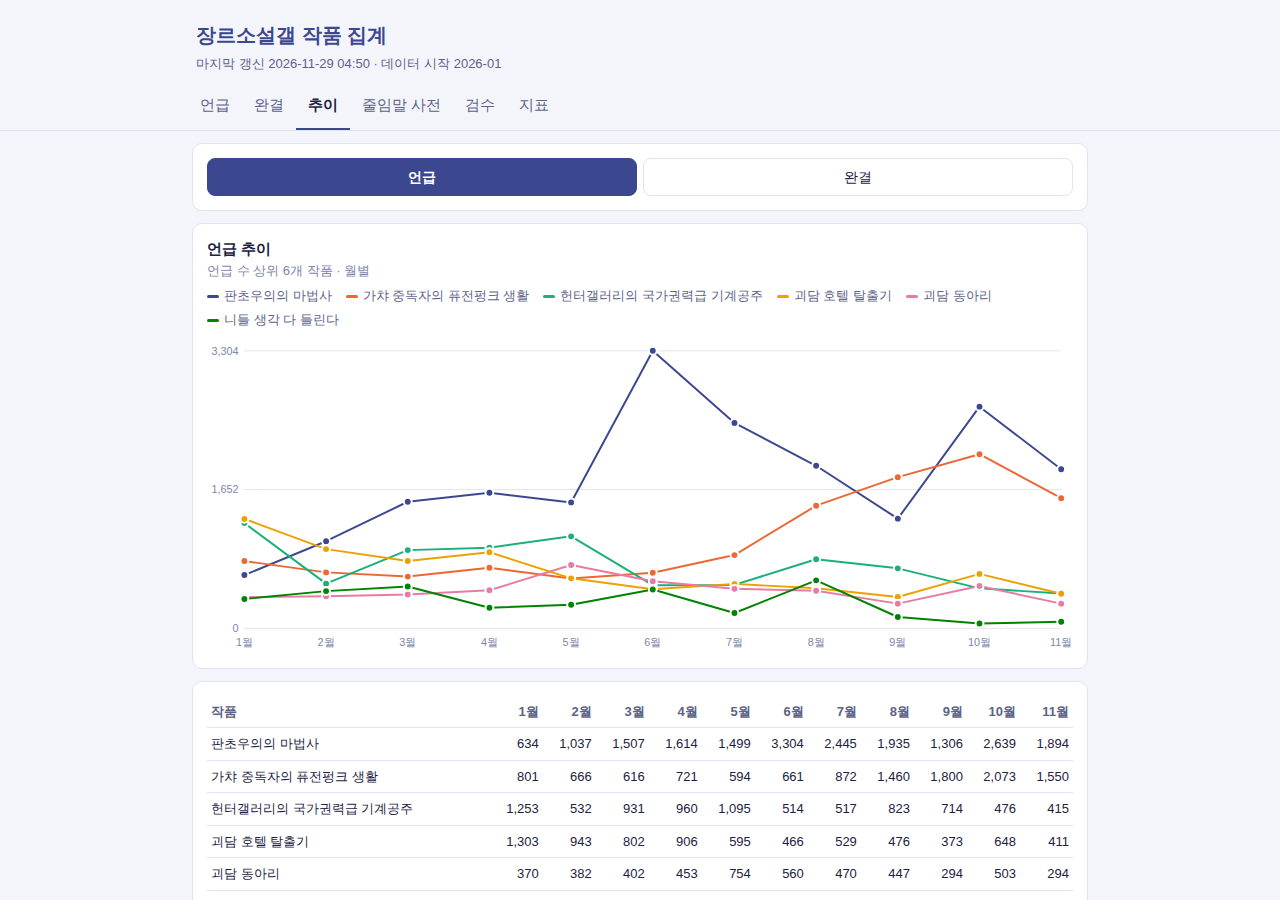 장르소설갤 작품 집계
마지막 갱신 2026-11-29 04:50 · 데이터 시작 2026-01
언급 완결 추이 줄임말 사전 검수 지표
언급 완결
언급 추이
언급 수 상위 6개 작품 · 월별
판초우의의 마법사 가챠 중독자의 퓨전펑크 생활 헌터갤러리의 국가권력급 기계공주 괴담 호텔 탈출기 괴담 동아리
니들 생각 다 들린다
3,304
1,652
0
1월 2월 3월 4월 5월 6월 7월 8월 9월 10월 11월
작품 1월 2월 3월 4월 5월 6월 7월 8월 9월 10월 11월
판초우의의 마법사 634 1,037 1,507 1,614 1,499 3,304 2,445 1,935 1,306 2,639 1,894
가챠 중독자의 퓨전펑크 생활 801 666 616 721 594 661 872 1,460 1,800 2,073 1,550
헌터갤러리의 국가권력급 기계공주 1,253 532 931 960 1,095 514 517 823 714 476 415
괴담 호텔 탈출기 1,303 943 802 906 595 466 529 476 373 648 411
괴담 동아리 370 382 402 453 754 560 470 447 294 503 294